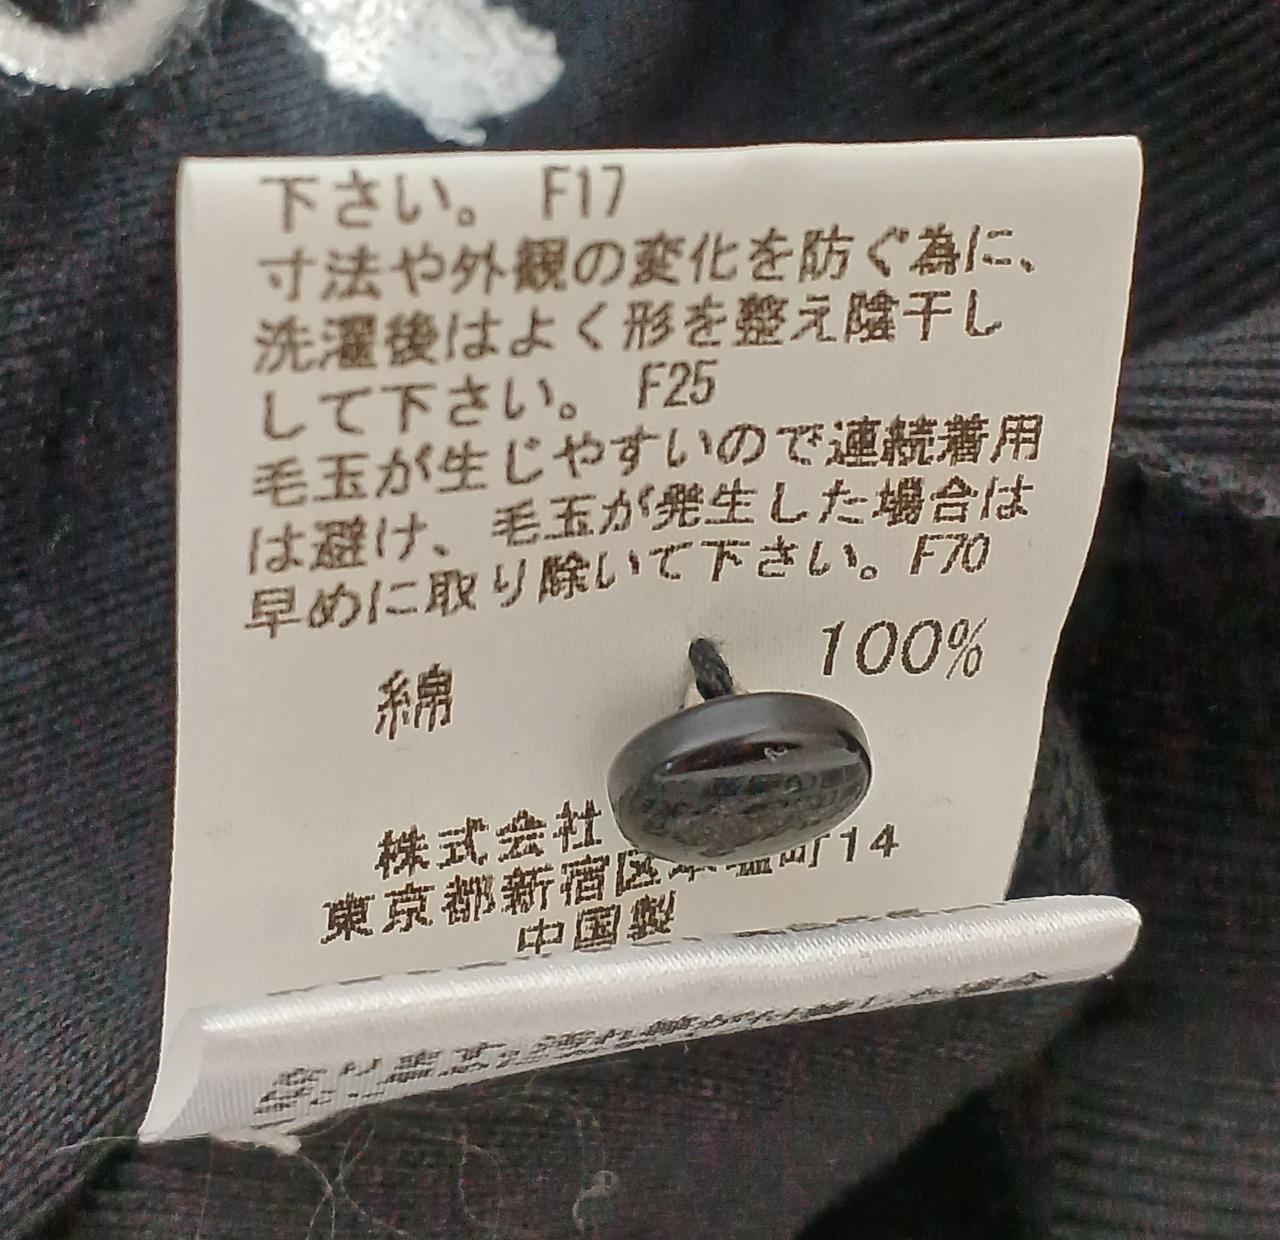 下さい。 F17
寸法や外観の変化を防ぐ為に、
洗濯後はよく形を整え陰干し
して下さい。 F25
毛玉が生じやすいので連続着用
は避け、毛玉が発生した場合は
早めに取り除いて下さい。F70
綿 100%
株式会社
東京都新宿区 町14
中国製